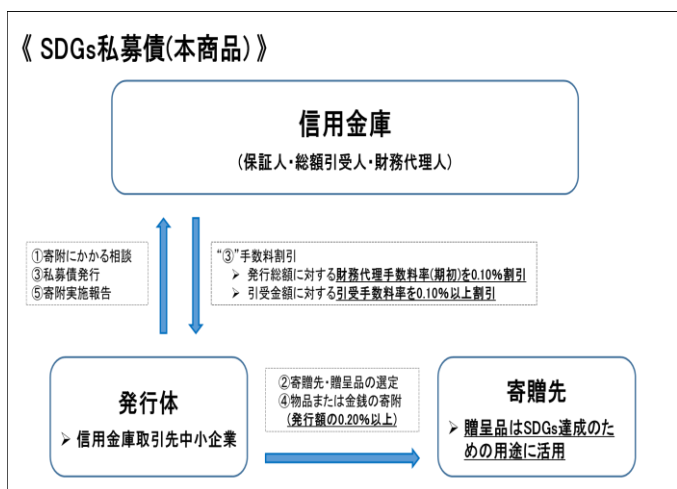 《 SDGs私募債(本商品) 》
信用金庫
(保証人・総額引受人・財務代理人)
①寄附にかかる相談
③私募債発行
⑤寄附実施報告
“③”手数料割引
➢ 発行総額に対する財務代理手数料率(期初)を0.10%割引
➢ 引受金額に対する引受手数料率を0.10%以上割引
発行体
➢ 信用金庫取引先中小企業
②寄贈先・贈呈品の選定
④物品または金銭の寄附
(発行額の0.20%以上)
寄贈先
➢ 贈呈品はSDGs達成のた
めの用途に活用